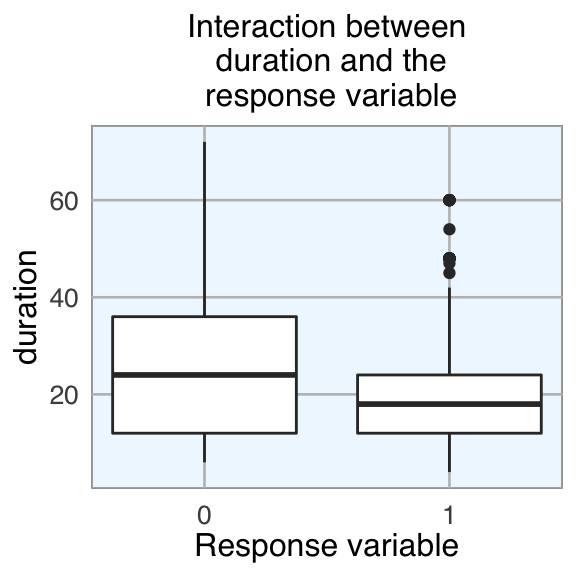 Interaction between
duration and the
response variable
60
40
20
duration
0 1
Response variable